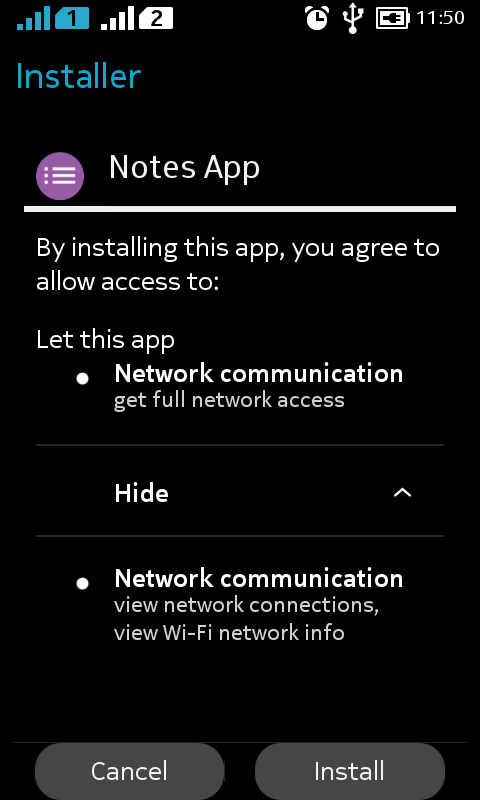 1 2 11:50
Installer
Notes App
By installing this app, you agree to
allow access to:
Let this app
Network communication
get full network access
Hide
Network communication
view network connections,
view Wi-Fi network info
Cancel Install